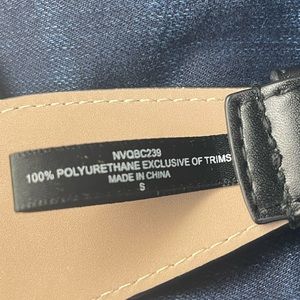 NVQBC239
100% POLYURETHANE EXCLUSIVE OF TRIMS
MADE IN CHINA
S